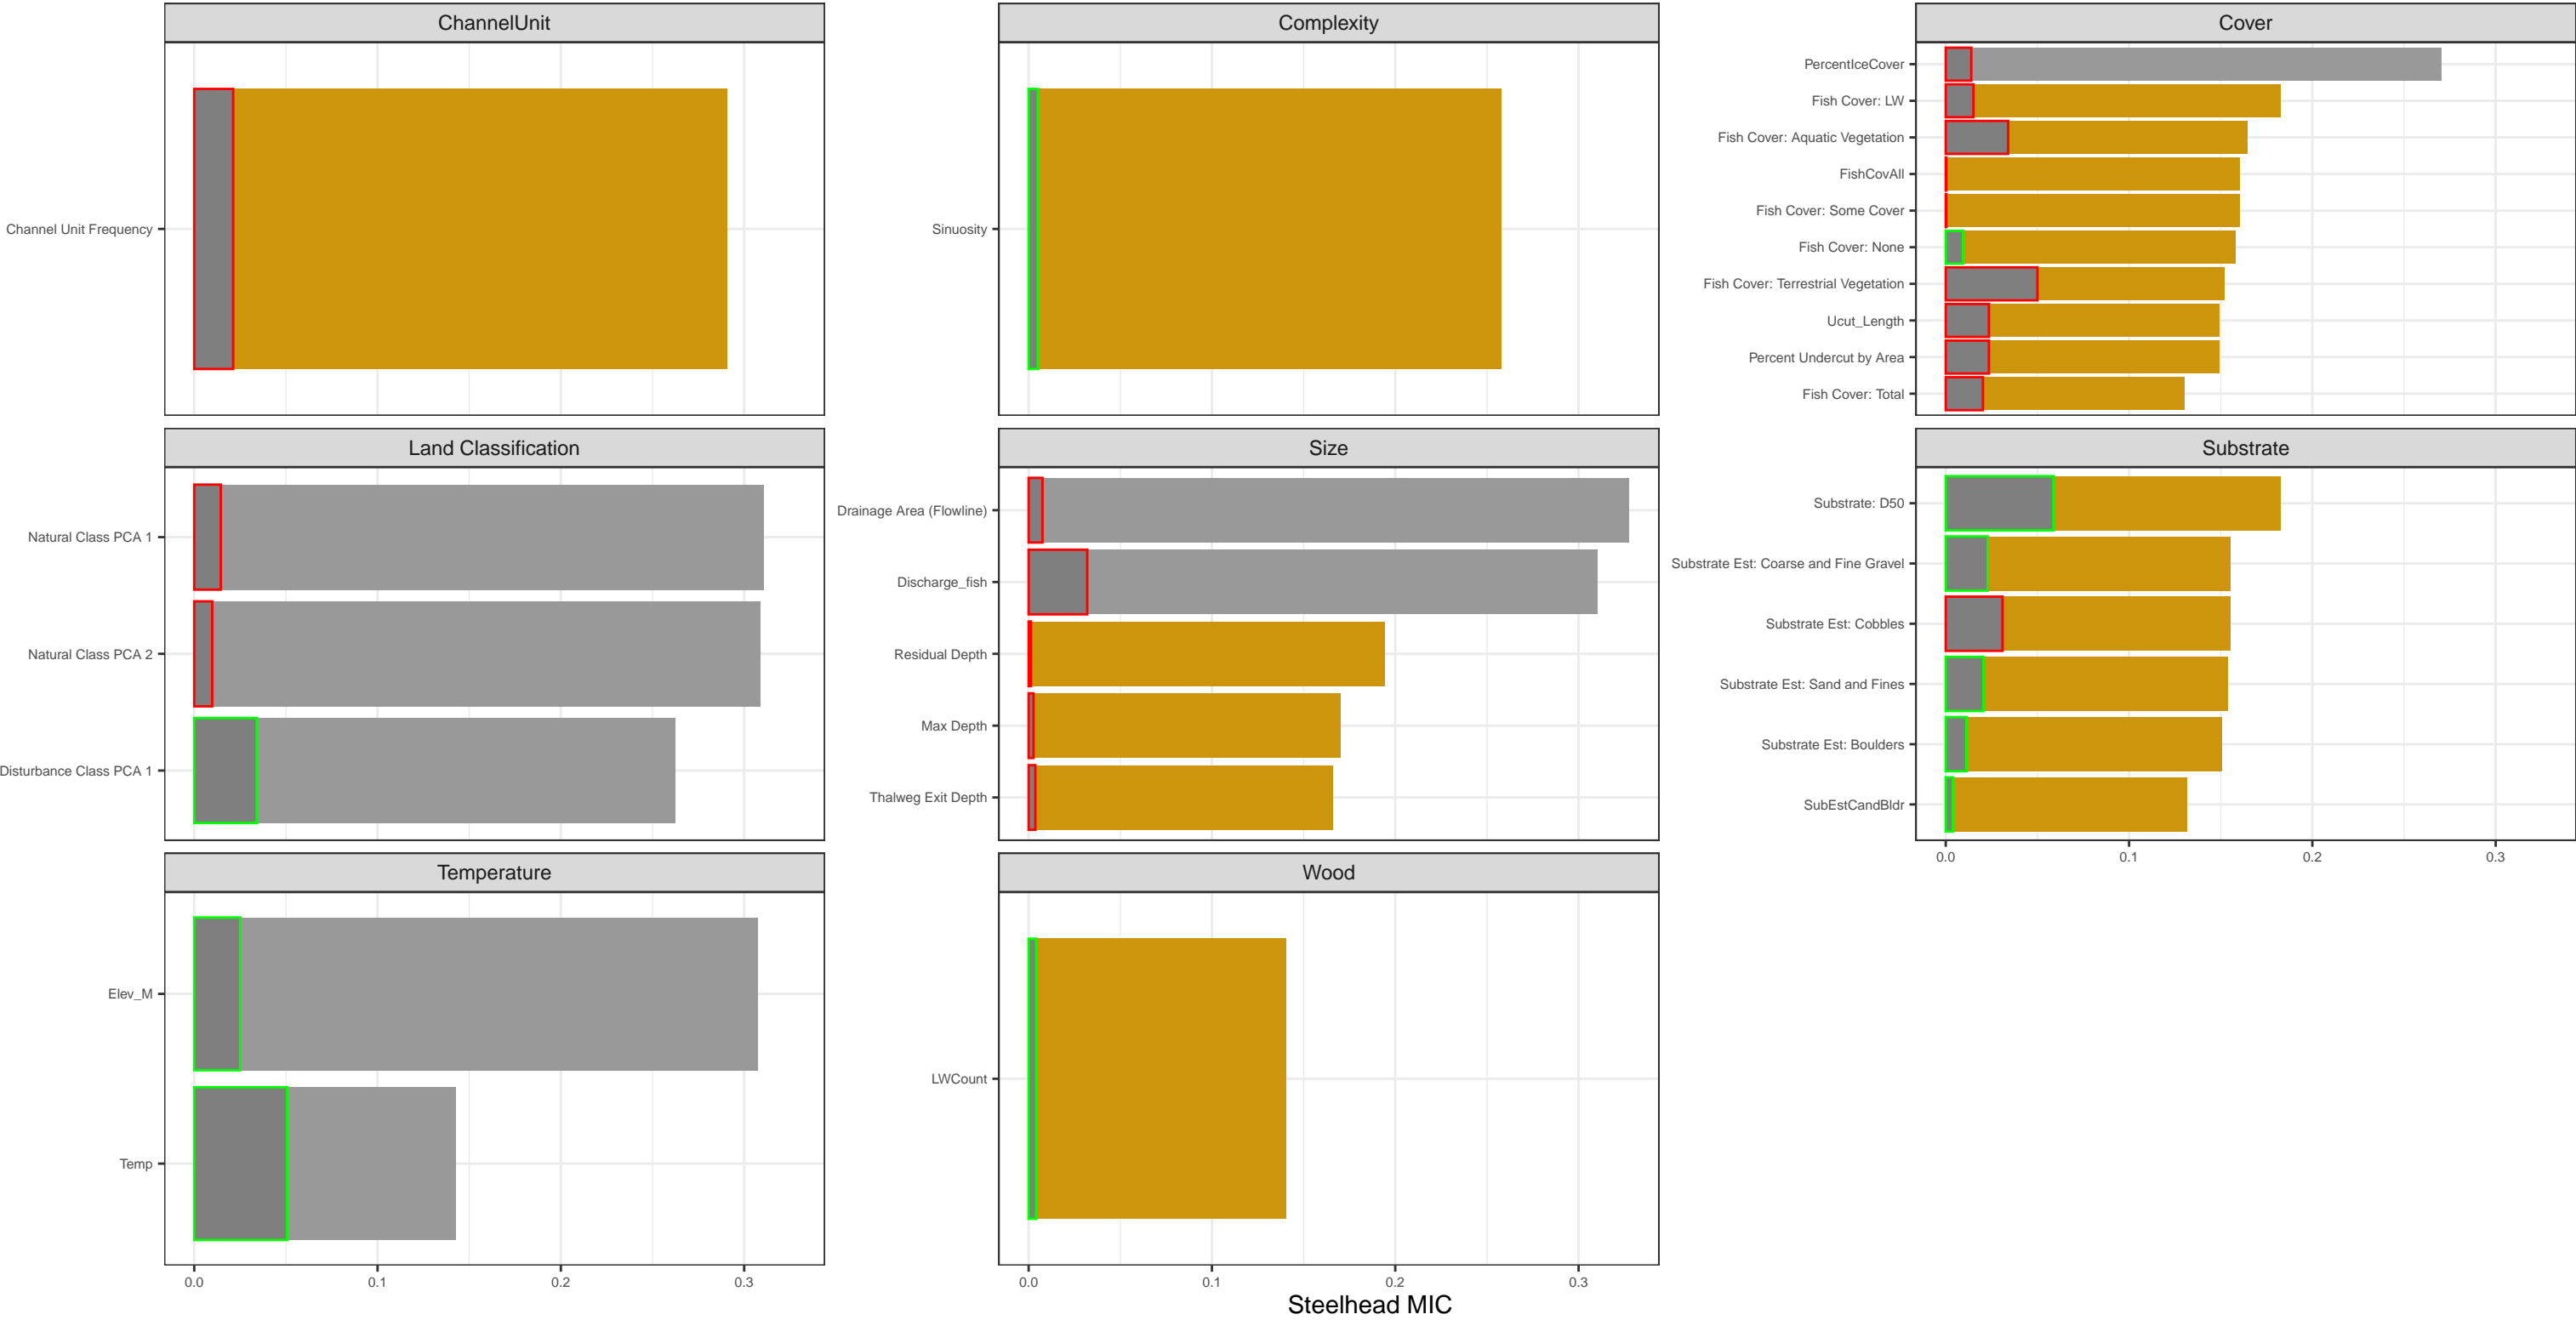 ChannelUnit
Channel Unit Frequency
Complexity
Sinuosity
Cover
PercentIceCover
Fish Cover: LW
Fish Cover: Aquatic Vegetation
FishCovAll
Fish Cover: Some Cover
Fish Cover: None
Fish Cover: Terrestrial Vegetation
Ucut_Length
Percent Undercut by Area
Fish Cover: Total
Land Classification
Natural Class PCA 1
Natural Class PCA 2
Disturbance Class PCA 1
Size
Drainage Area (Flowline)
Discharge_fish
Residual Depth
Max Depth
Thalweg Exit Depth
Substrate
Substrate: D50
Substrate Est: Coarse and Fine Gravel
Substrate Est: Cobbles
Substrate Est: Sand and Fines
Substrate Est: Boulders
SubEstCandBldr
0.0 0.1 0.2 0.3
Temperature
Elev_M
Temp
0.0 0.1 0.2 0.3
Wood
LWCount
0.0 0.1 0.2 0.3
Steelhead MIC